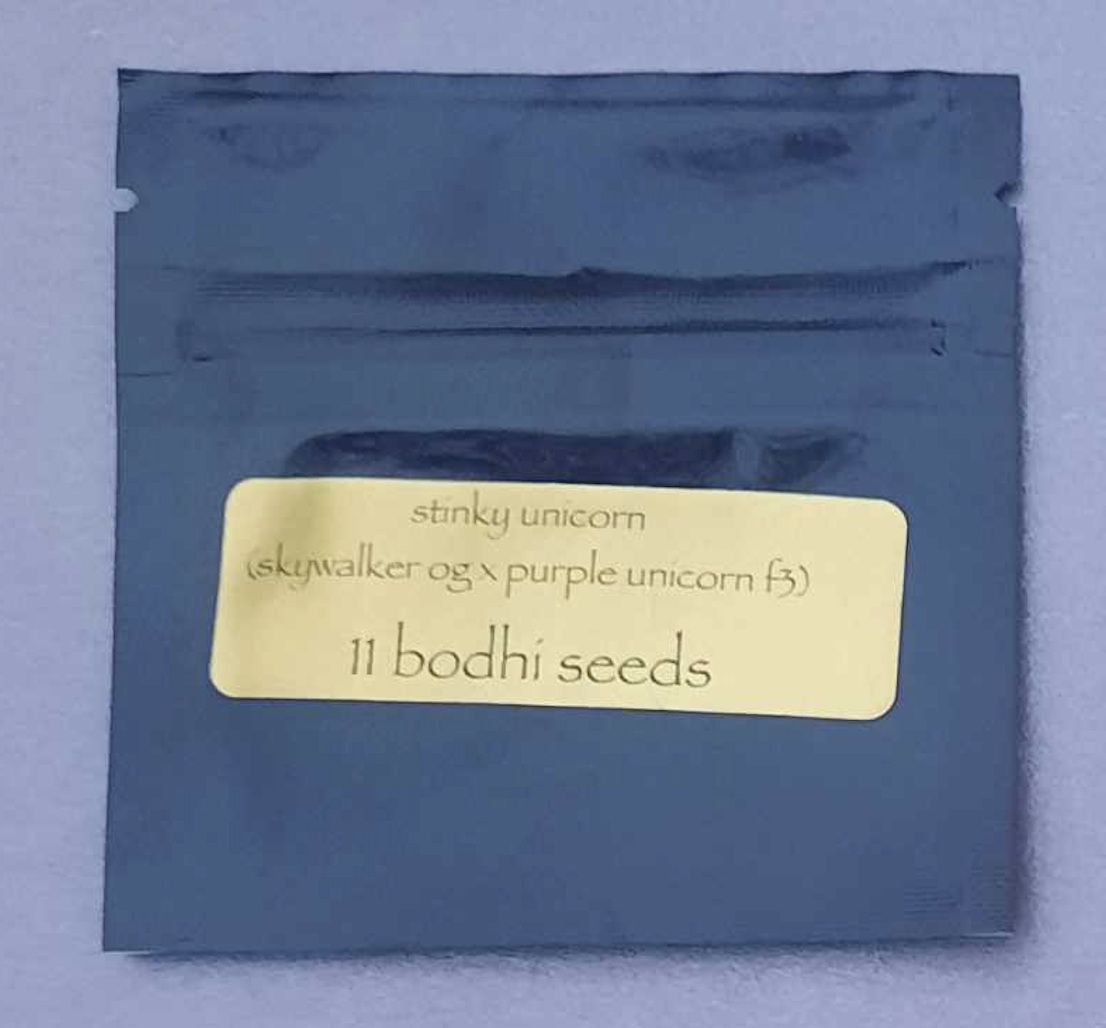 stinky unicorn
(skywalker og x purple unicorn f3)
11 bodhi seeds